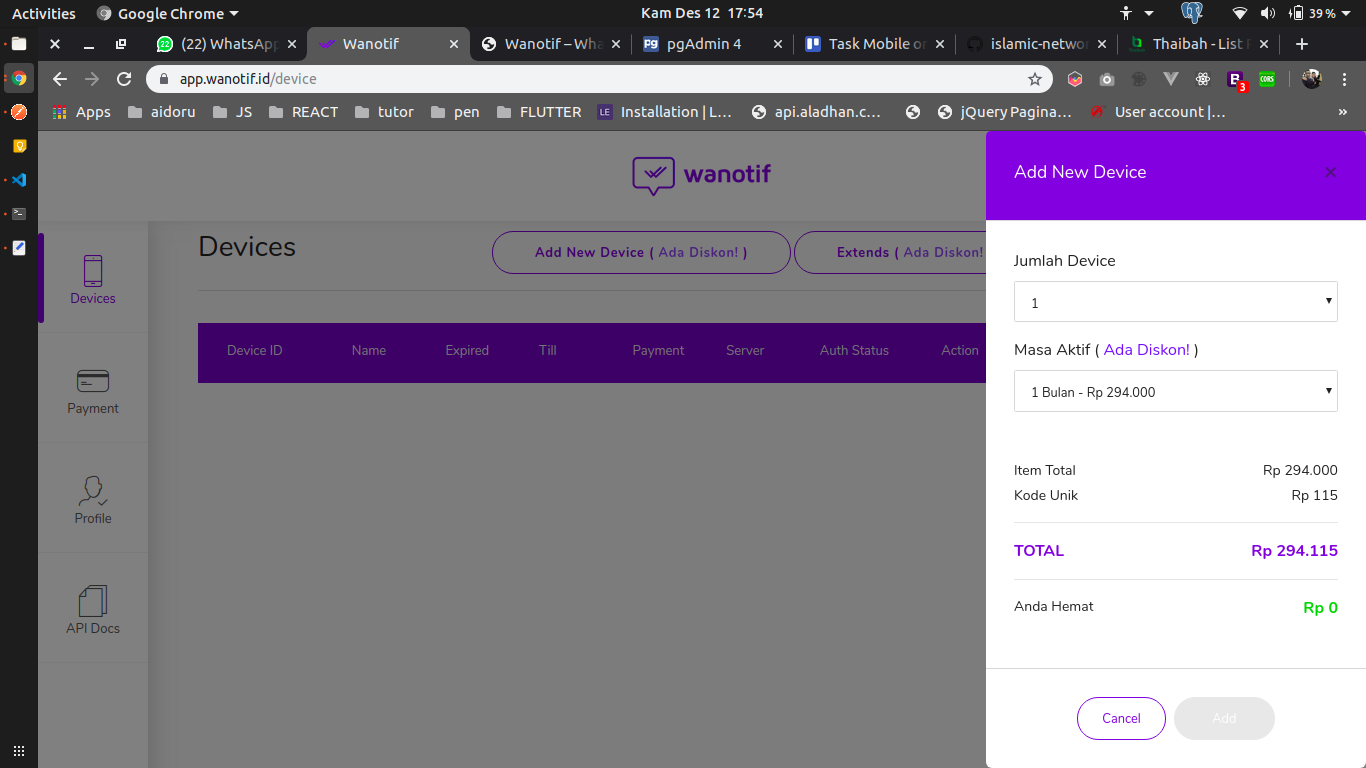 Activities
Google Chrome
Kam Des 12 17:54
39 %
22
(22) WhatsApp
Wanotif
Wanotif – Wha
pgAdmin 4
Task Mobile on
islamic-netwo
Thaibah - List P
app.wanotif.id/device
3
CORS
Apps
aidoru
JS
REACT
tutor
pen
FLUTTER
LE
Installation | L…
api.aladhan.c…
jQuery Pagina…
User account |…
»
wanotif
Devices
Payment
Profile
API Docs
Devices
Add New Device ( Ada Diskon! )
Extends ( Ada Diskon!
Device ID
Name
Expired
Till
Payment
Server
Auth Status
Action
Add New Device
×
Jumlah Device
1
Masa Aktif ( Ada Diskon! )
1 Bulan - Rp 294.000
Item Total Rp 294.000
Kode Unik Rp 115
TOTAL Rp 294.115
Anda Hemat Rp 0
Cancel
Add